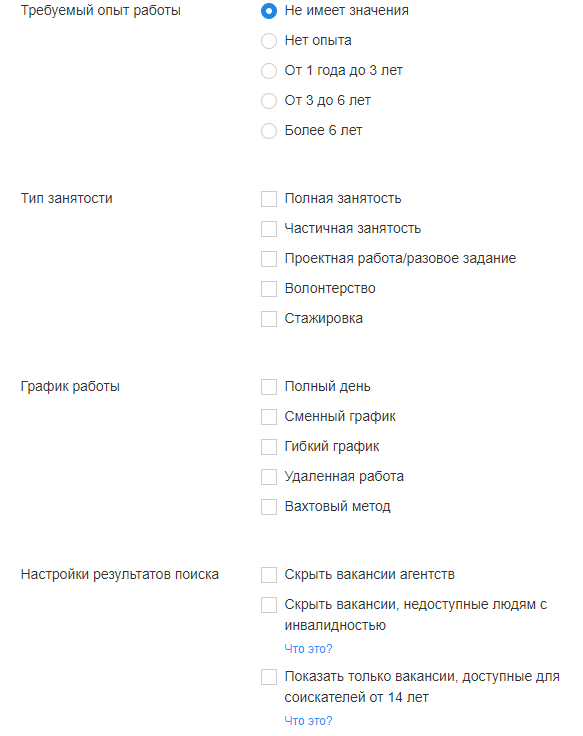 Требуемый опыт работы
Не имеет значения
Нет опыта
От 1 года до 3 лет
От 3 до 6 лет
Более 6 лет
Тип занятости
Полная занятость
Частичная занятость
Проектная работа/разовое задание
Волонтерство
Стажировка
График работы
Полный день
Сменный график
Гибкий график
Удаленная работа
Вахтовый метод
Настройки результатов поиска
Скрыть вакансии агентств
Скрыть вакансии, недоступные людям с
инвалидностью
Что это?
Показать только вакансии, доступные для
соискателей от 14 лет
Что это?